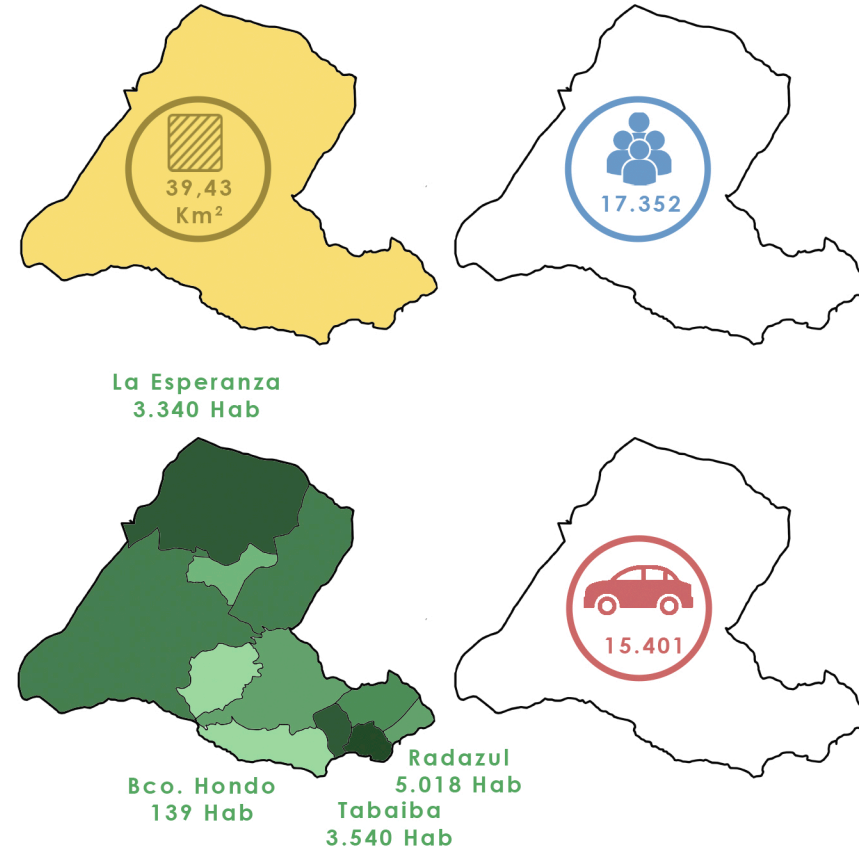 39,43
Km²
17.352
La Esperanza
3.340 Hab
15.401
Bco. Hondo
139 Hab
Radazul
5.018 Hab
Tabaiba
3.540 Hab